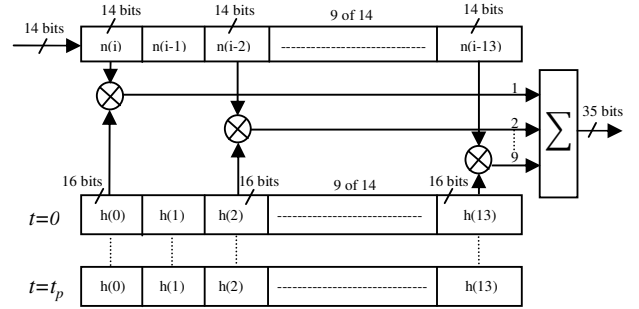 14 bits 14 bits 9 of 14 14 bits
14 bits
n(i) n(i-1) n(i-2) ---------------------------- n(i-13)
1
2
35 bits
∑
9
16 bits 16 bits 9 of 14 16 bits
t=0 h(0) h(1) h(2) ---------------------------- h(13)
t=tp h(0) h(1) h(2) ---------------------------- h(13)